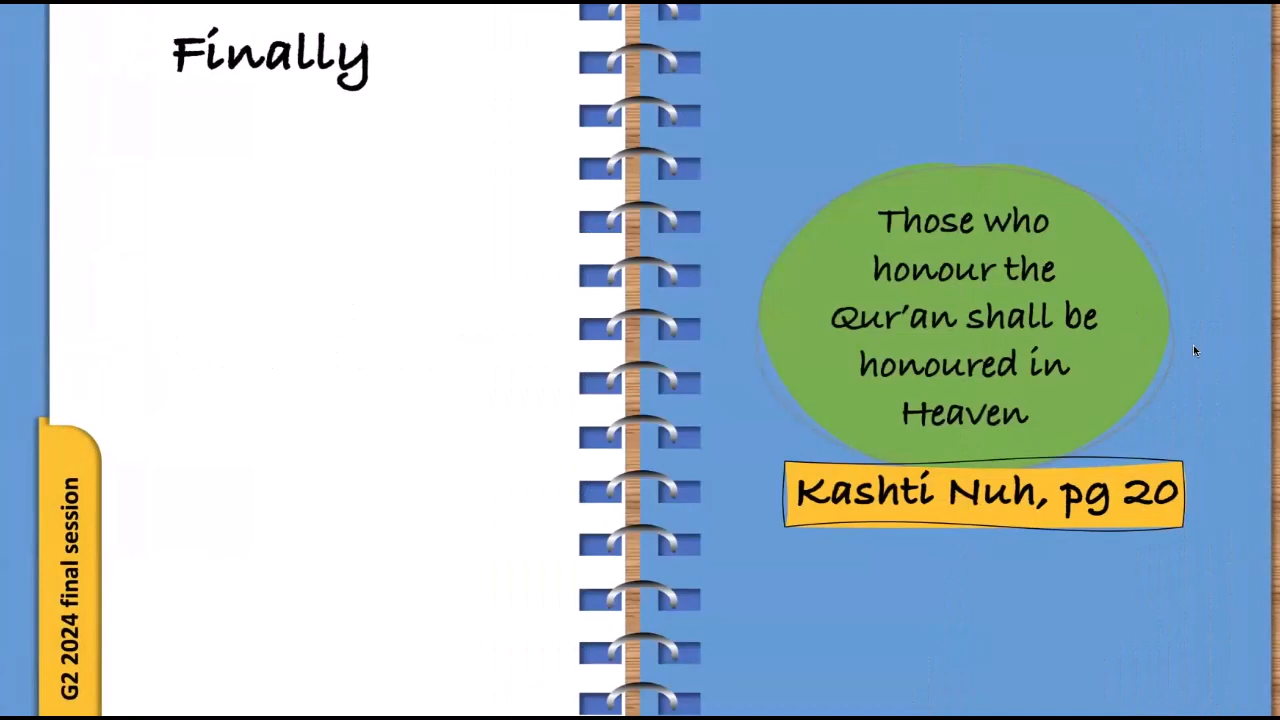 Finally
G2 2024 final session
Those who
honour the
Qur'an shall be
honoured in
Heaven
Kashti Nuh, pg 20